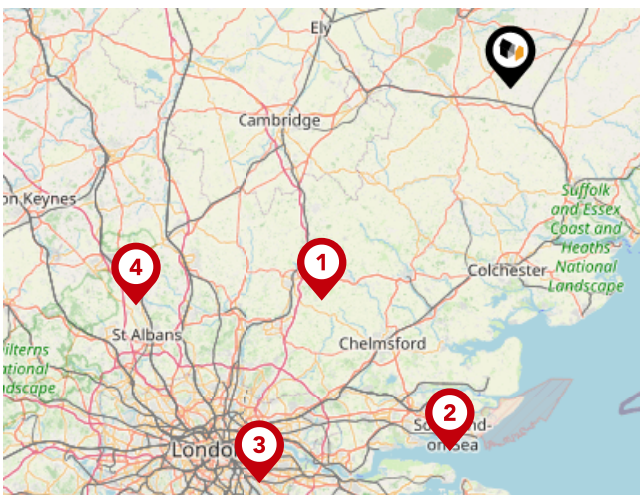 Ely
Cambridge
on Keynes
Suffolk
and Essex
Coast and
Heaths
National
Landscape
1
4
Colchester
St Albans
Chelmsford
ilterns
ational
dscape
2
So end-
on-Sea
3
London